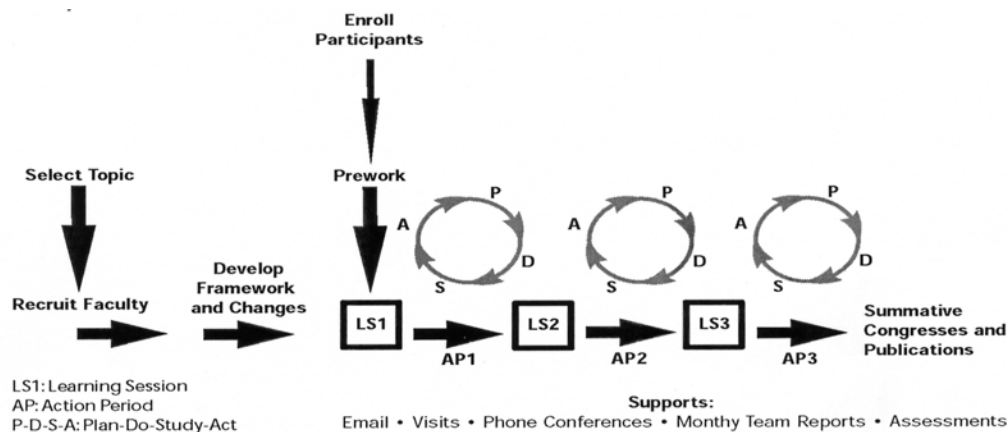 Enroll
Participants
Select Topic
Prework
P
A
D
S
P
A
D
S
P
A
D
S
Recruit Faculty
Develop
Framework
and Changes
LS1
LS2
LS3
AP1
AP2
AP3
Summative
Congresses and
Publications
LS1: Learning Session
AP: Action Period
P-D-S-A: Plan-Do-Study-Act
Supports:
Email • Visits • Phone Conferences • Monthy Team Reports • Assessments